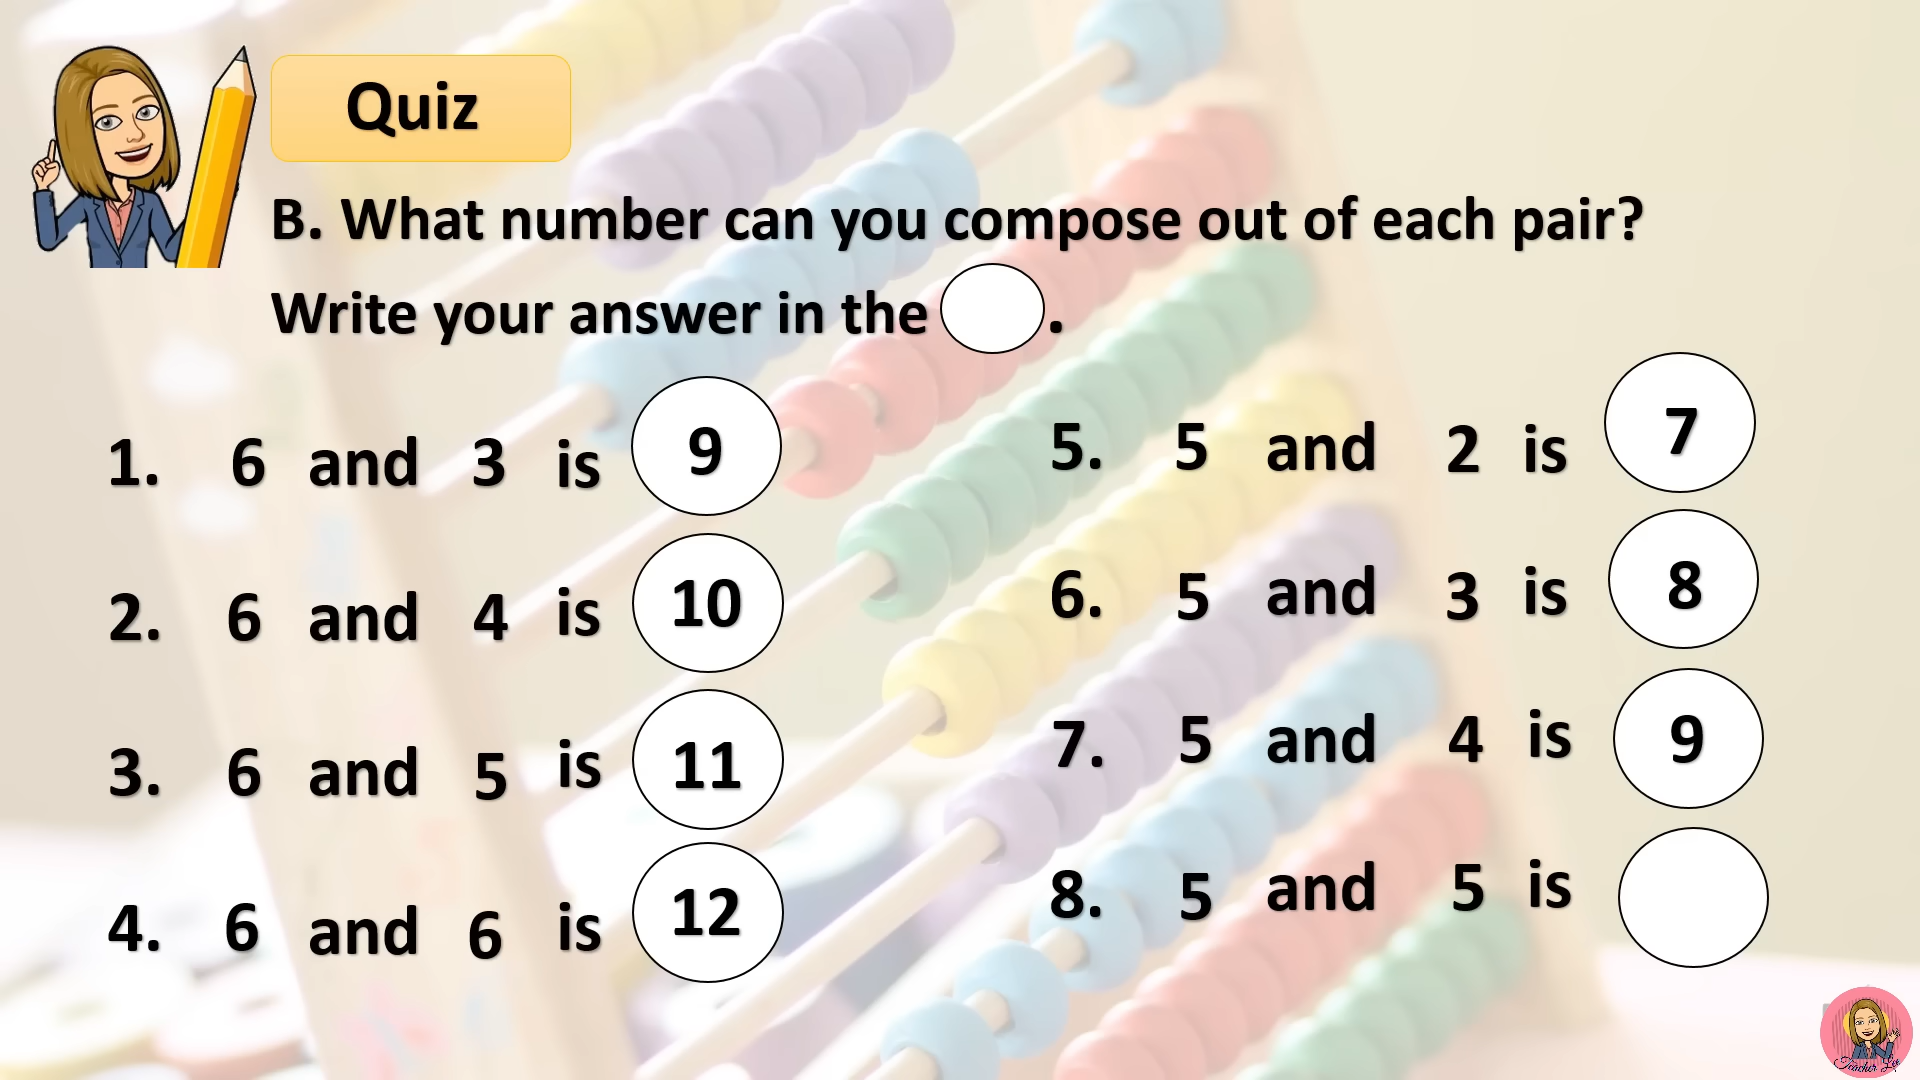 Quiz
B. What number can you compose out of each pair?
Write your answer in the .
1. 6 and 3 is 9
2. 6 and 4 is 10
3. 6 and 5 is 11
4. 6 and 6 is 12
5. 5 and 2 is 7
6. 5 and 3 is 8
7. 5 and 4 is 9
8. 5 and 5 is
Teacher Lee